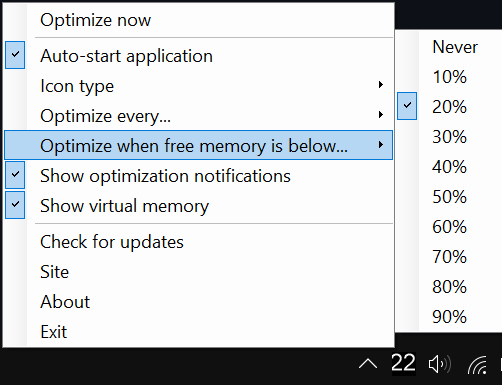 Optimize now
Auto-start application
Icon type
Optimize every...
Optimize when free memory is below...
Show optimization notifications
Show virtual memory
Check for updates
Site
About
Exit
Never
10%
20%
30%
40%
50%
60%
70%
80%
90%
22